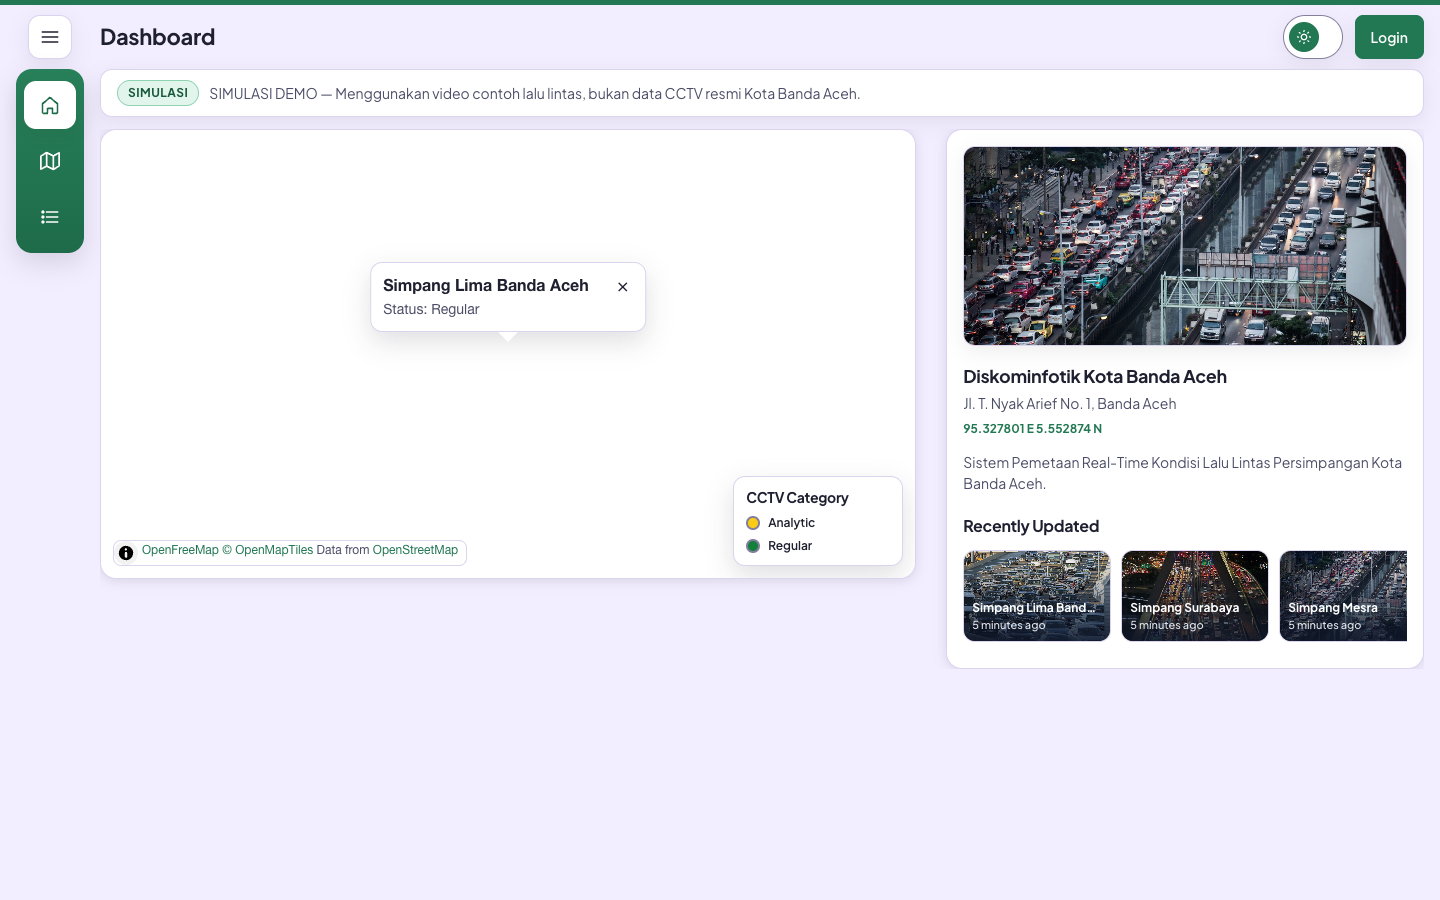 Dashboard
Login
SIMULASI
SIMULASI DEMO — Menggunakan video contoh lalu lintas, bukan data CCTV resmi Kota Banda Aceh.
Simpang Lima Banda Aceh
×
Status: Regular
CCTV Category
Analytic
Regular
OpenFreeMap © OpenMapTiles Data from OpenStreetMap
Diskominfotik Kota Banda Aceh
Jl. T. Nyak Arief No. 1, Banda Aceh
95.327801 E 5.552874 N
Sistem Pemetaan Real-Time Kondisi Lalu Lintas Persimpangan Kota
Banda Aceh.
Recently Updated
Simpang Lima Band...
5 minutes ago
Simpang Surabaya
5 minutes ago
Simpang Mesra
5 minutes ago